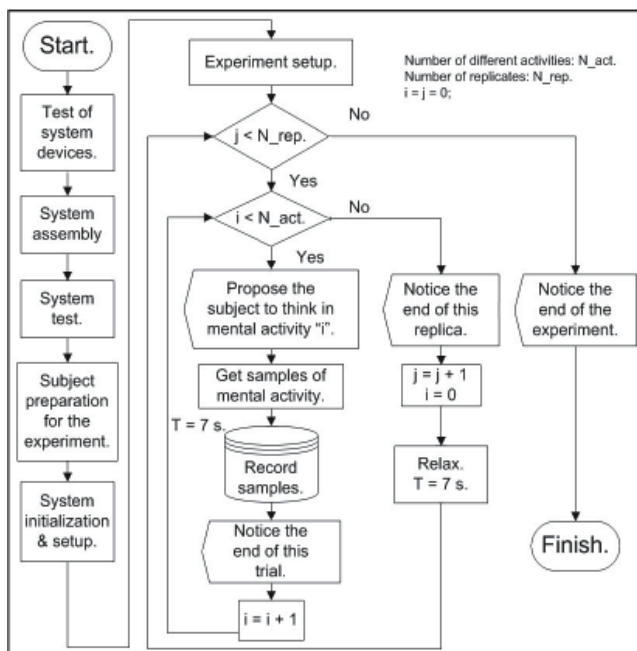 Start.
Test of
system
devices.
System
assembly
System
test.
Subject
preparation
for the
experiment.
System
initialization
& setup.
Experiment setup.
Number of different activities: N_act.
Number of replicates: N_rep.
i = j = 0;
j < N_rep.
No
Yes
i < N_act.
No
Yes
Propose the
subject to think in
mental activity “i”.
Get samples of
mental activity.
T = 7 s.
Record
samples.
Notice the
end of this
trial.
i = i + 1
Notice the
end of this
replica.
j = j + 1
i = 0
Relax.
T = 7 s.
Notice the
end of the
experiment.
Finish.